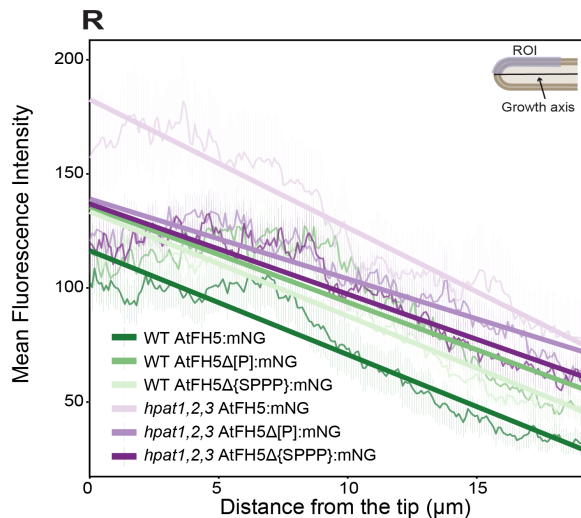 R
200
150
100
50
Mean Fluorescence Intensity
ROI
Growth axis
WT AtFH5:mNG
WT AtFH5Δ[P]:mNG
WT AtFH5Δ{SPPP}:mNG
hpat1,2,3 AtFH5:mNG
hpat1,2,3 AtFH5Δ[P]:mNG
hpat1,2,3 AtFH5Δ{SPPP}:mNG
0 5 10 15
Distance from the tip (μm)